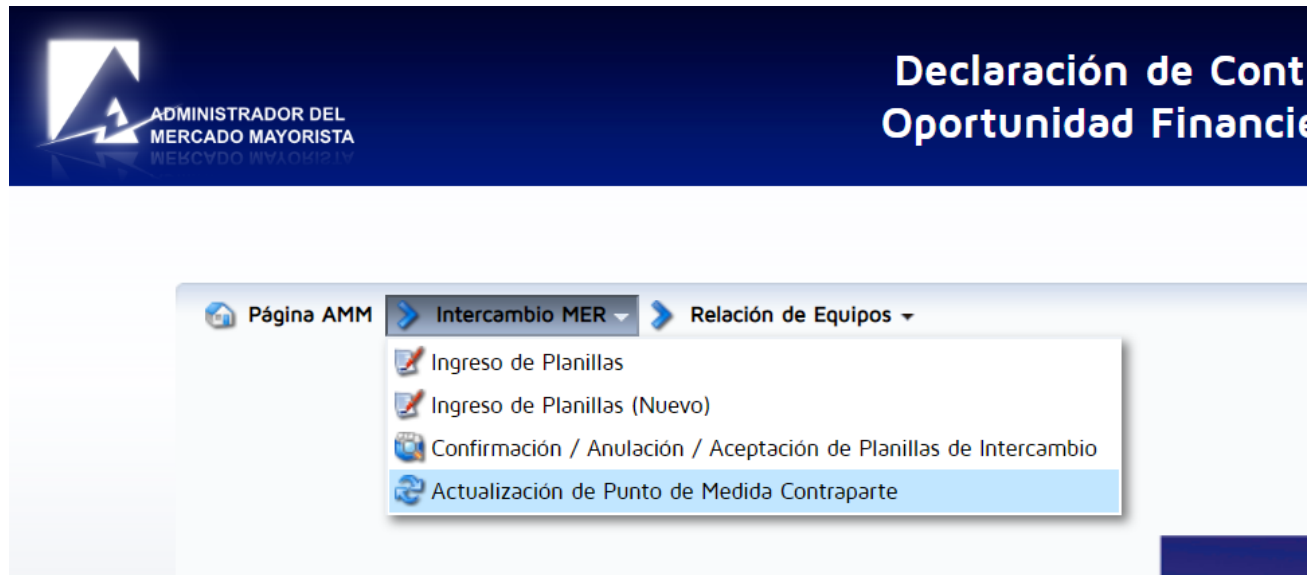 Declaración de Cont
Oportunidad Financie
ADMINISTRADOR DEL
MERCADO MAYORISTA
Página AMM Intercambio MER Relación de Equipos
Ingreso de Planillas
Ingreso de Planillas (Nuevo)
Confirmación / Anulación / Aceptación de Planillas de Intercambio
Actualización de Punto de Medida Contraparte